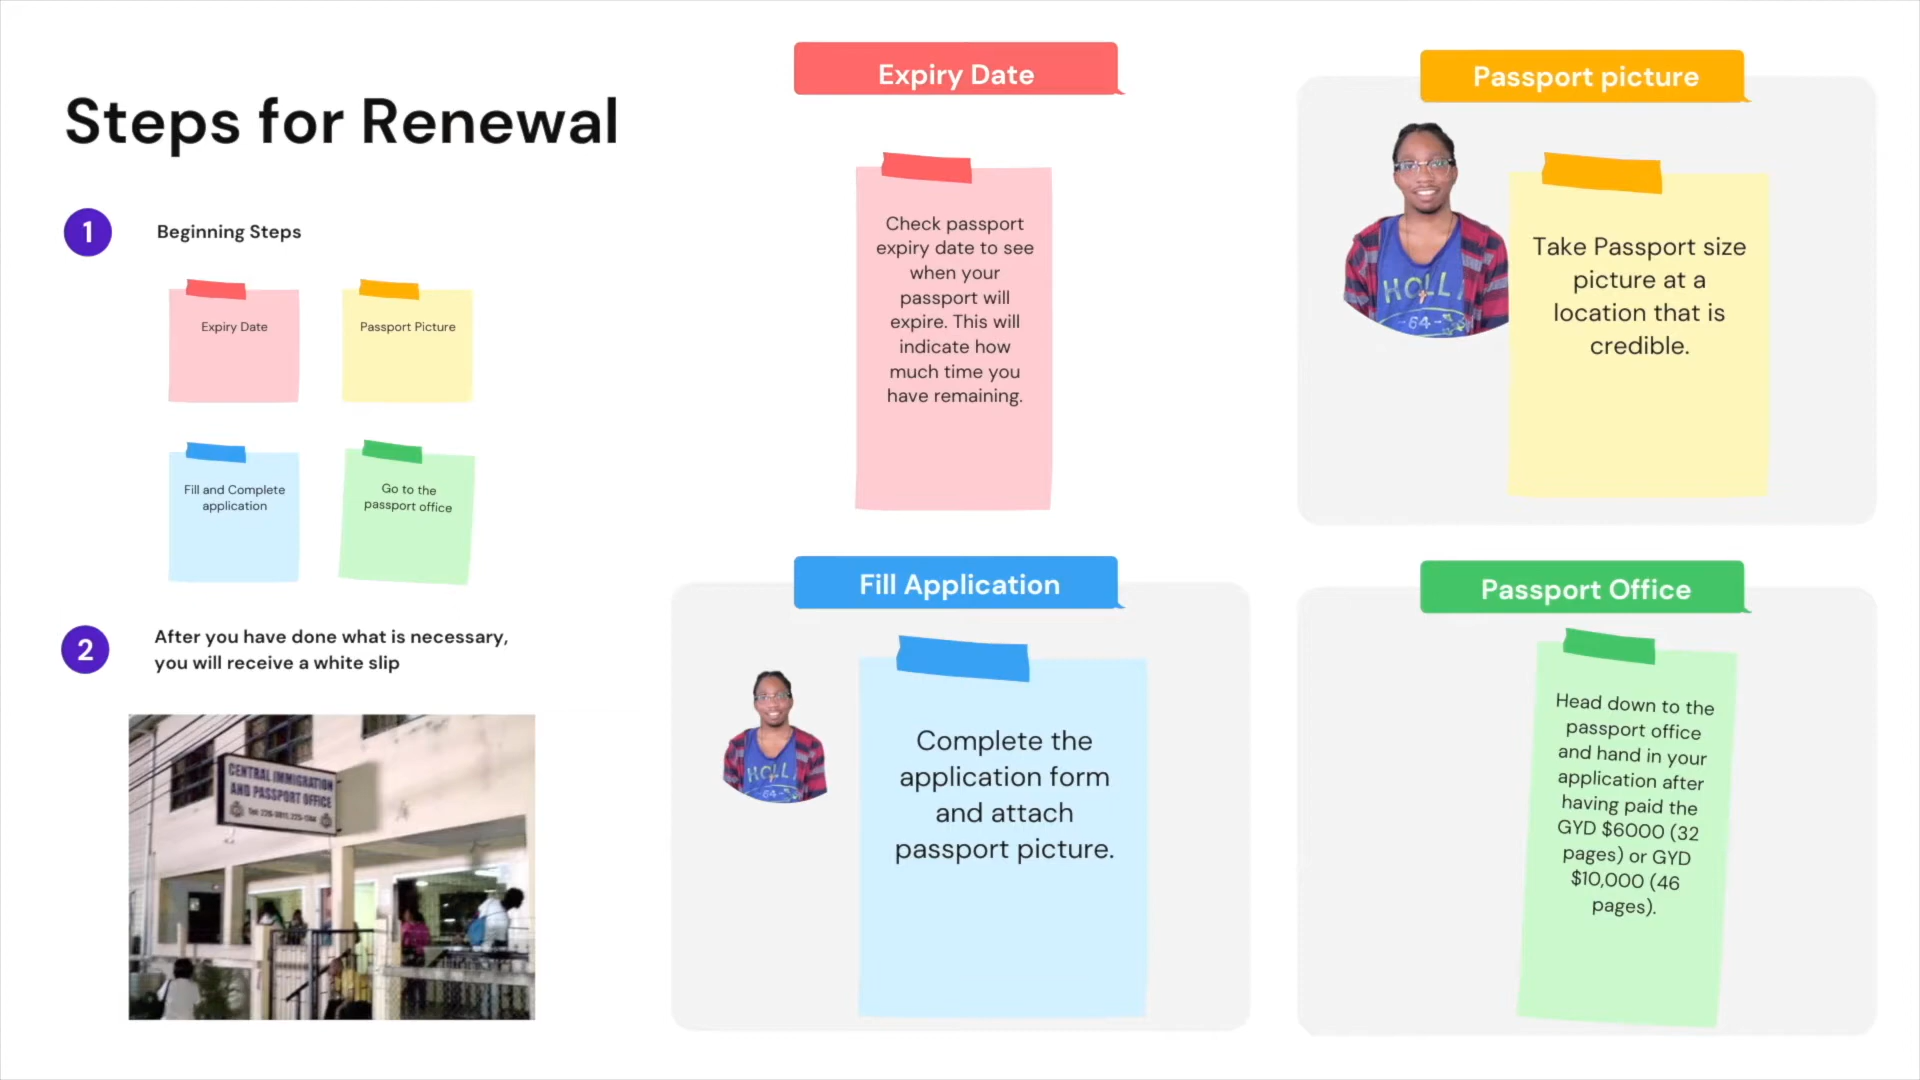 Steps for Renewal
1
Beginning Steps
Expiry Date
Passport Picture
Fill and Complete
application
Go to the
passport office
2
After you have done what is necessary,
you will receive a white slip
CENTRAL IMMIGRATION
AND PASSPORT OFFICE
Expiry Date
Check passport
expiry date to see
when your
passport will
expire. This will
indicate how
much time you
have remaining.
Passport picture
HOLL
-64-
Take Passport size
picture at a
location that is
credible.
Fill Application
HOLL
-64-
Complete the
application form
and attach
passport picture.
Passport Office
Head down to the
passport office
and hand in your
application after
having paid the
GYD $6000 (32
pages) or GYD
$10,000 (46
pages).